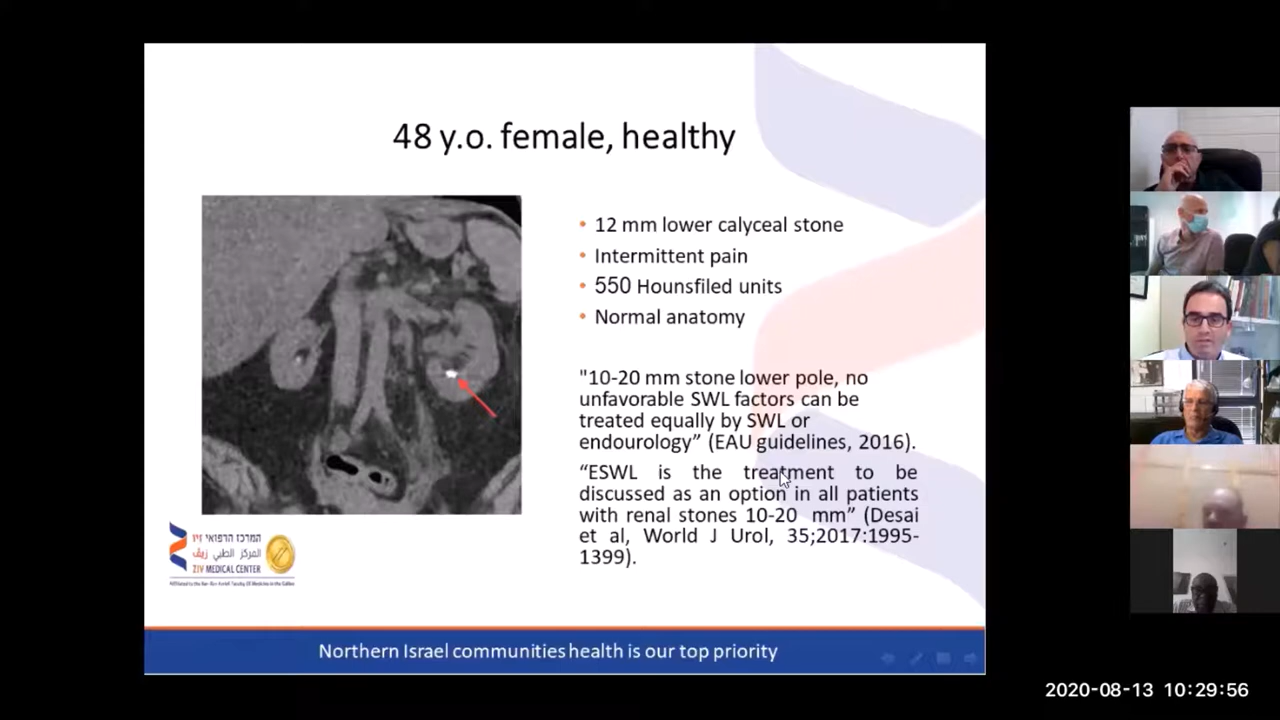 48 y.o. female, healthy
• 12 mm lower calyceal stone
• Intermittent pain
• 550 Hounsfiled units
• Normal anatomy
"10-20 mm stone lower pole, no
unfavorable SWL factors can be
treated equally by SWL or
endourology” (EAU guidelines, 2016).
“ESWL is the treatment to be
discussed as an option in all patients
with renal stones 10-20 mm” (Desai
et al, World J Urol, 35;2017:1995-
1399).
המרכז הרפואי זיו
المركز الطبي زيڤ
ZIV MEDICAL CENTER
Northern Israel communities health is our top priority
2020-08-13 10:29:56